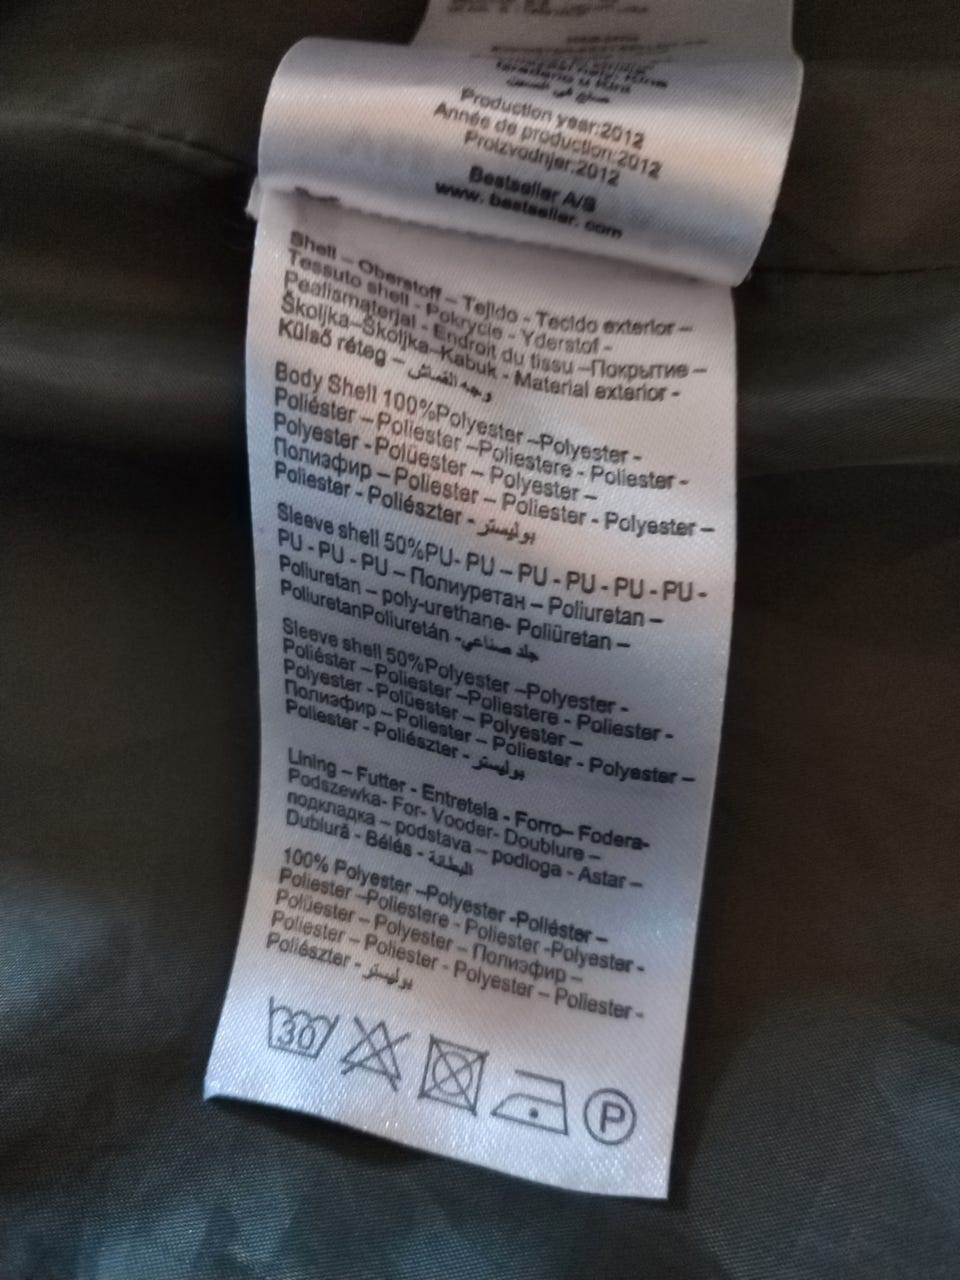 صنع في الصين
Production year:2012
Année de production:2012
Proizvodnjer:2012
Bestseller A/S
www. bestseller. com
Shell – Oberstoff – Tejido - Tecido exterior –
Tessuto shell - Pokrycie - Yderstof -
Pealismaterjal - Endroit du tissu –Покрытие –
Školjka–Školjka–Kabuk - Material exterior -
Külső réteg – وجه القماش
Body Shell 100%Polyester –Polyester -
Poliéster – Poliester –Poliestere - Poliester -
Polyester -Polüester – Polyester –
Полиэфир – Poliester – Poliester - Polyester –
Poliester - Poliészter - بوليستر
Sleeve shell 50%PU- PU – PU - PU - PU - PU -
PU - PU - PU – Полиуретан – Poliuretan –
Poliuretan – poly-urethane- Poliüretan –
PoliuretanPoliuretán - جلد صناعي
Sleeve shell 50%Polyester –Polyester -
Poliéster – Poliester –Poliestere - Poliester -
Polyester -Polüester – Polyester –
Полиэфир – Poliester – Poliester - Polyester –
Poliester - Poliészter - بوليستر
Lining – Futter - Entretela - Forro– Fodera-
Podszewka- For- Vooder- Doublure –
подкладка – podstava – podloga - Astar –
Dublură - Bélés - البطانة
100% Polyester –Polyester -Poliéster –
Poliester –Poliestere - Poliester -Polyester -
Polüester – Polyester – Полиэфир –
Poliester – Poliester - Polyester – Poliester -
Poliészter - بوليستر
30
P